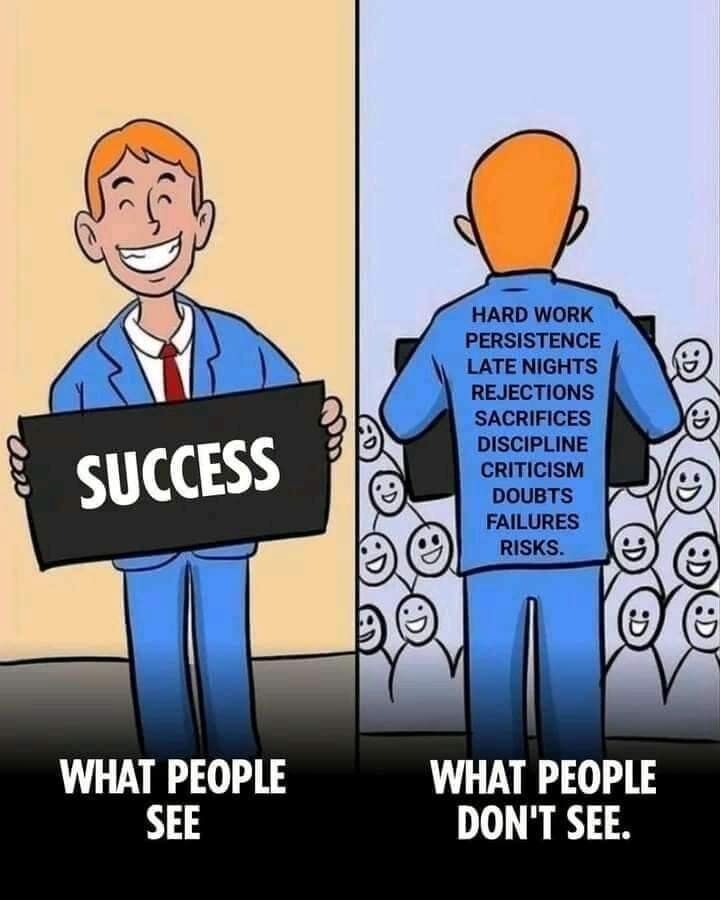 SUCCESS
WHAT PEOPLE
SEE
HARD WORK
PERSISTENCE
LATE NIGHTS
REJECTIONS
SACRIFICES
DISCIPLINE
CRITICISM
DOUBTS
FAILURES
RISKS.
WHAT PEOPLE
DON'T SEE.